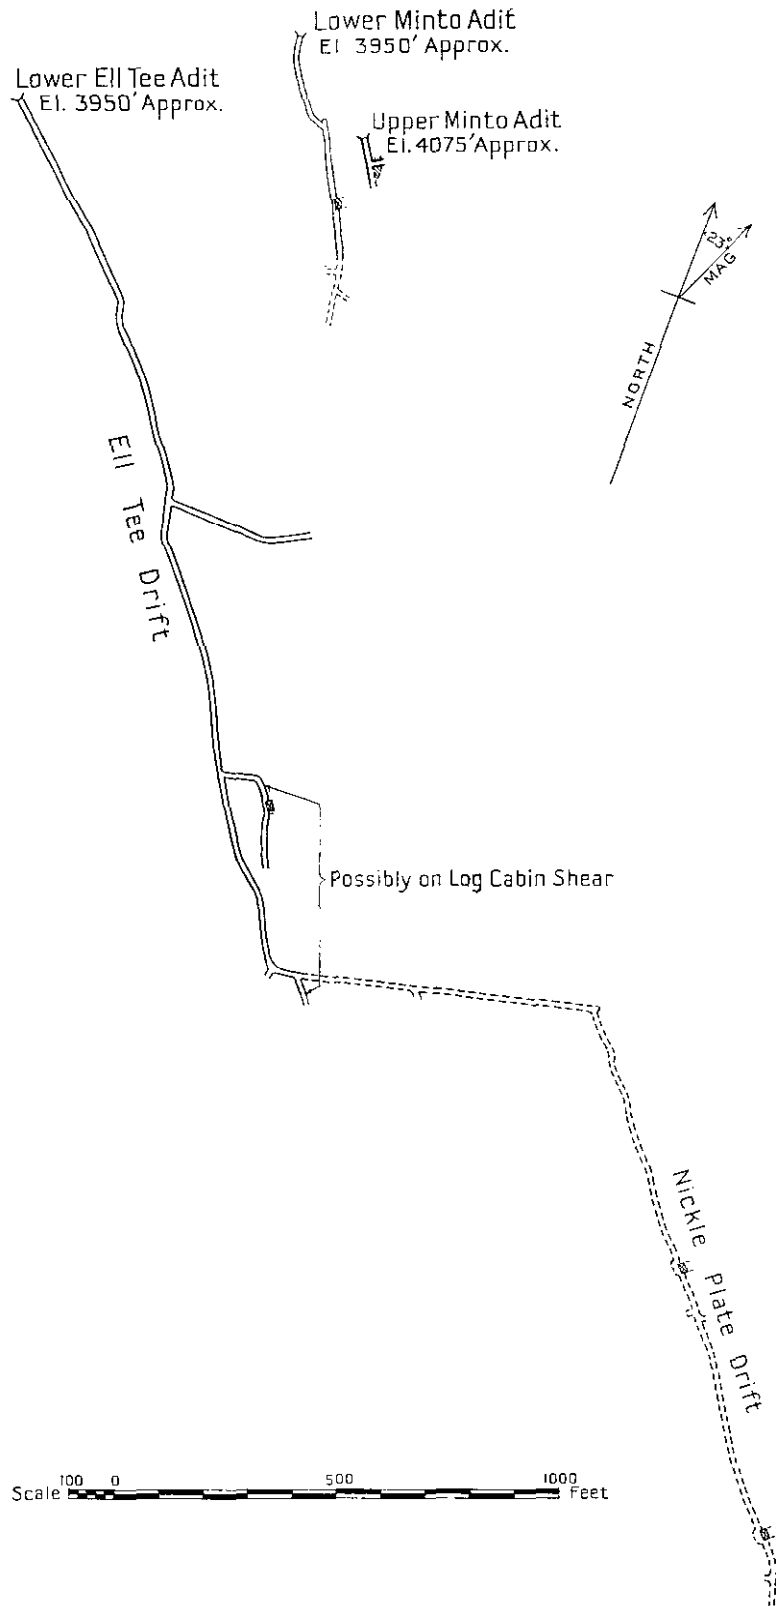 Lower Minto Adit
El 3950' Approx.
Lower Ell Tee Adit
El. 3950' Approx.
Upper Minto Adit
El. 4075' Approx.
23°
MAG
NORTH
Ell Tee Drift
Possibly on Log Cabin Shear
Nickle Plate Drift
100 0 500 1000
Scale Feet